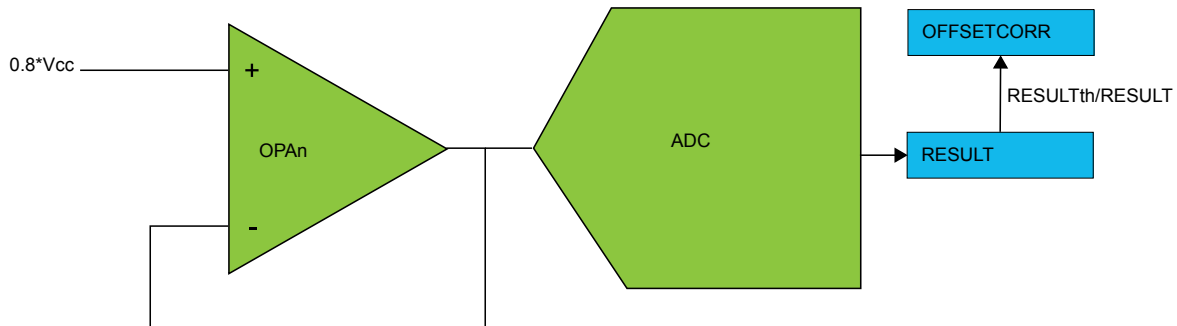 0.8*Vcc
+
OPAn
-
ADC
OFFSETCORR
RESULTth/RESULT
RESULT